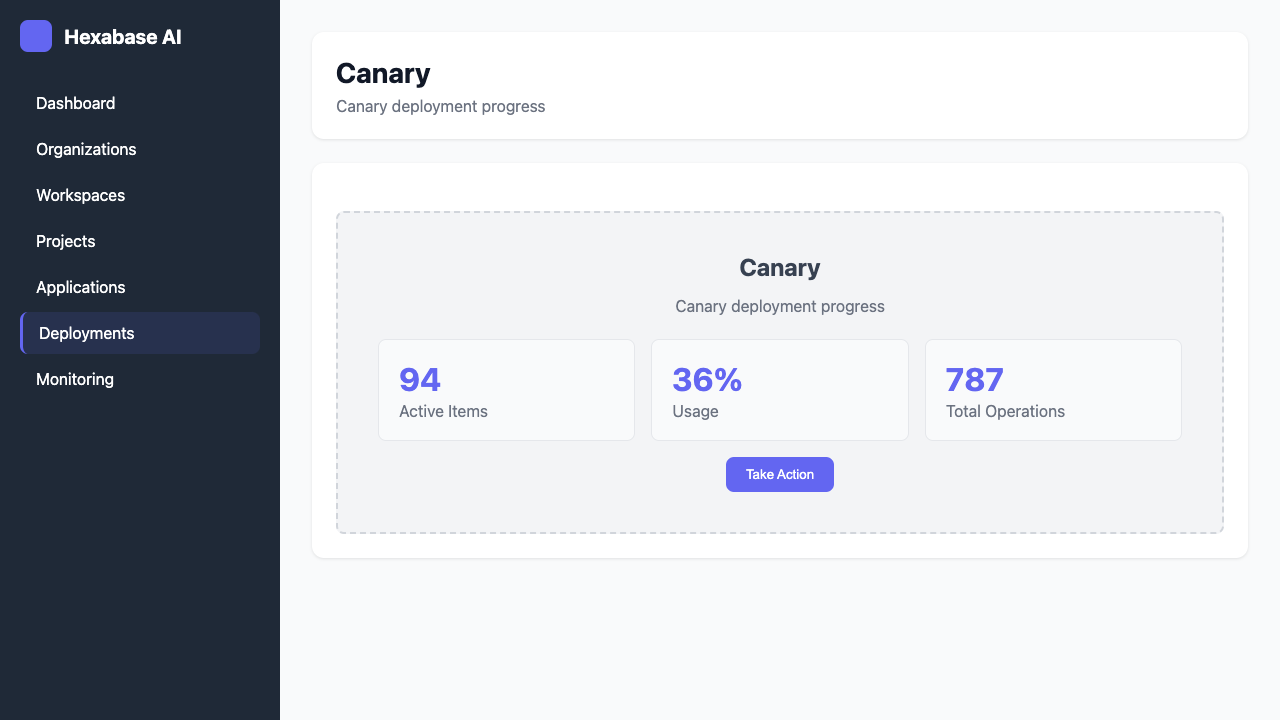 Hexabase AI
Dashboard
Organizations
Workspaces
Projects
Applications
Deployments
Monitoring
Canary
Canary deployment progress
Canary
Canary deployment progress
94
Active Items
36%
Usage
787
Total Operations
Take Action